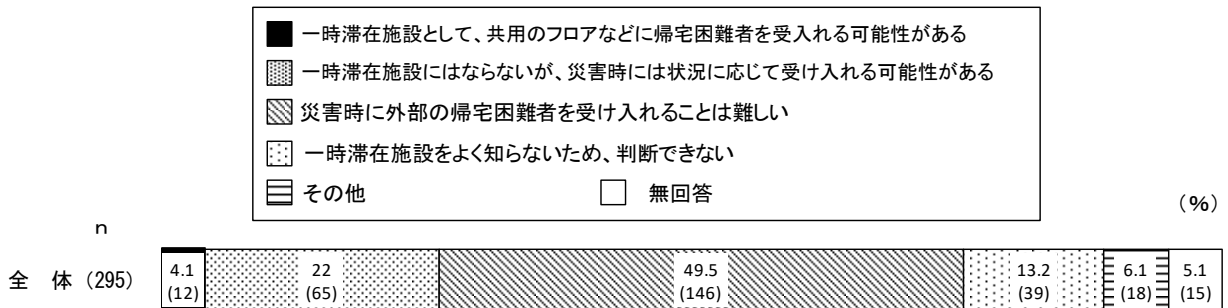 一時滞在施設として、共用のフロアなどに帰宅困難者を受入れる可能性がある
一時滞在施設にはならないが、災害時には状況に応じて受け入れる可能性がある
災害時に外部の帰宅困難者を受け入れることは難しい
一時滞在施設をよく知らないため、判断できない
その他 無回答
（%）
n
全 体 (295) 4.1 22 49.5 13.2 6.1 5.1
(12) (65) (146) (39) (18) (15)